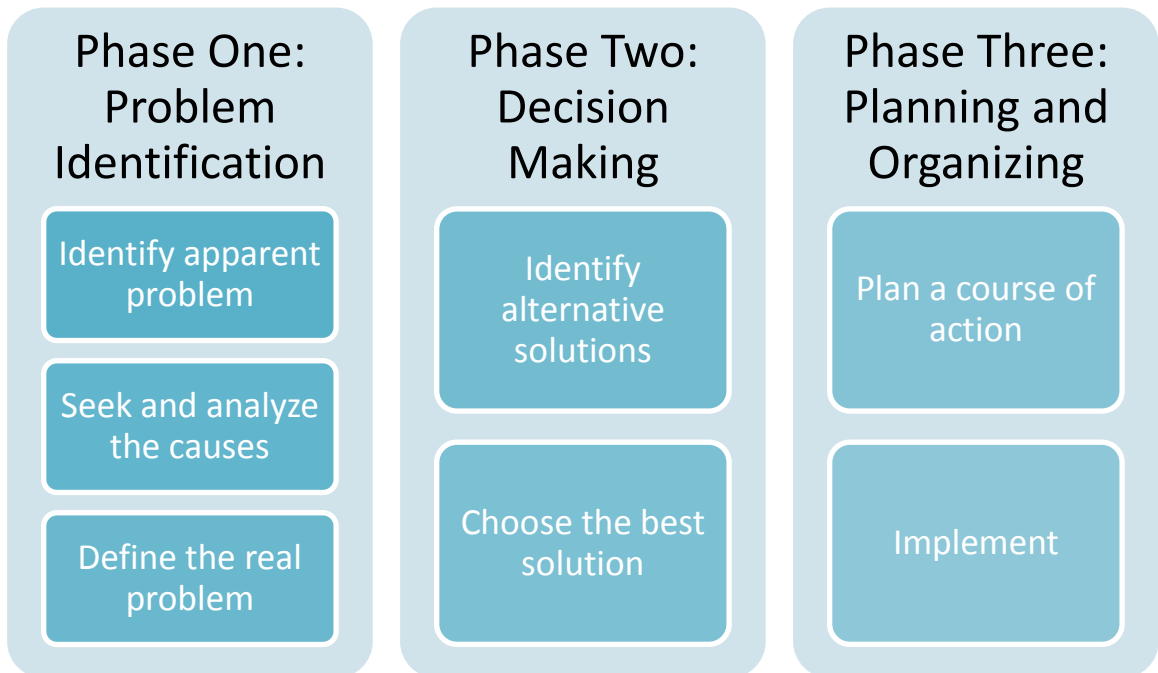 Phase One:
Problem
Identification
Identify apparent
problem
Seek and analyze
the causes
Define the real
problem
Phase Two:
Decision
Making
Identify
alternative
solutions
Choose the best
solution
Phase Three:
Planning and
Organizing
Plan a course of
action
Implement